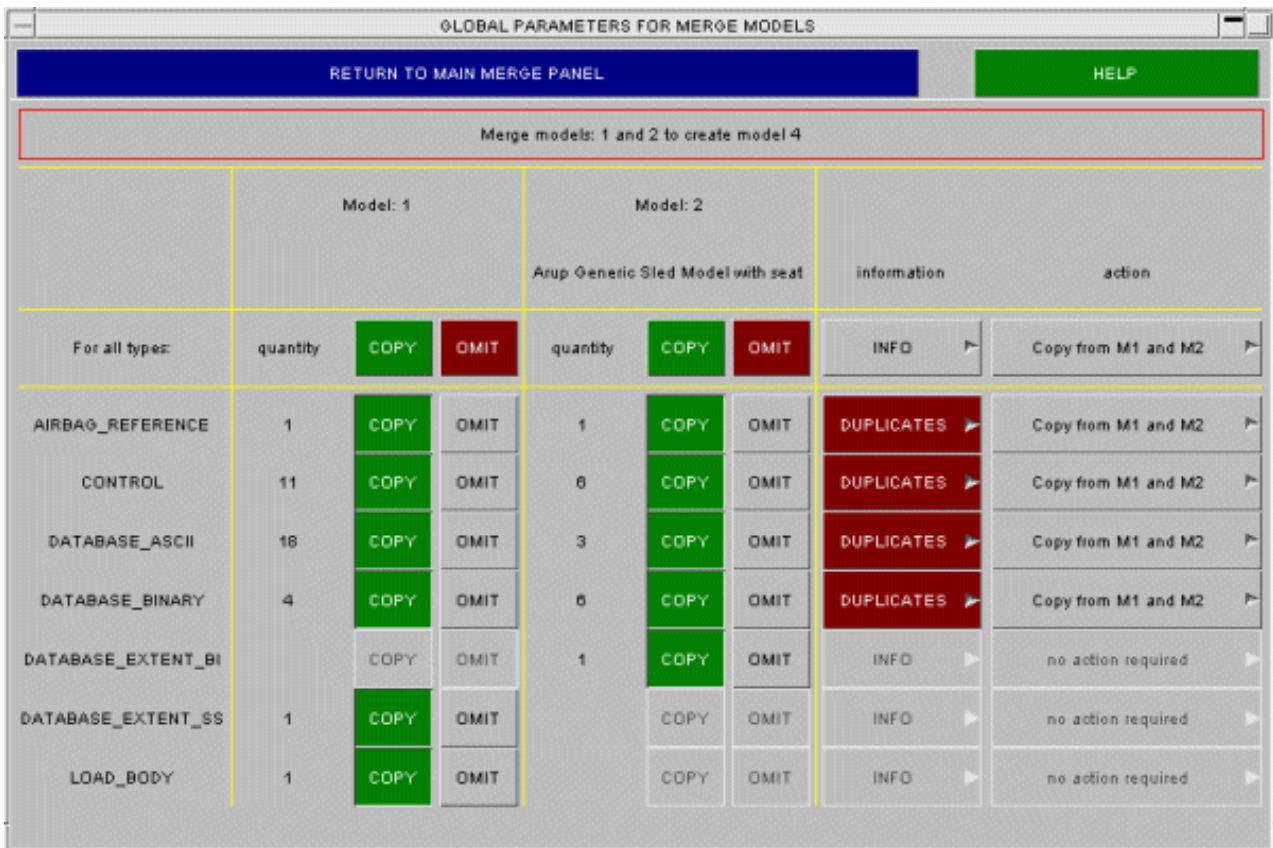 GLOBAL PARAMETERS FOR MERGE MODELS
RETURN TO MAIN MERGE PANEL HELP
Merge models: 1 and 2 to create model 4
Model: 1 Model: 2
Arup Generic Sled Model with seat information action
For all types: quantity COPY OMIT quantity COPY OMIT INFO Copy from M1 and M2
AIRBAG_REFERENCE 1 COPY OMIT 1 COPY OMIT DUPLICATES Copy from M1 and M2
CONTROL 11 COPY OMIT 6 COPY OMIT DUPLICATES Copy from M1 and M2
DATABASE_ASCII 18 COPY OMIT 3 COPY OMIT DUPLICATES Copy from M1 and M2
DATABASE_BINARY 4 COPY OMIT 6 COPY OMIT DUPLICATES Copy from M1 and M2
DATABASE_EXTENT_BI COPY OMIT 1 COPY OMIT INFO no action required
DATABASE_EXTENT_SS 1 COPY OMIT COPY OMIT INFO no action required
LOAD_BODY 1 COPY OMIT COPY OMIT INFO no action required